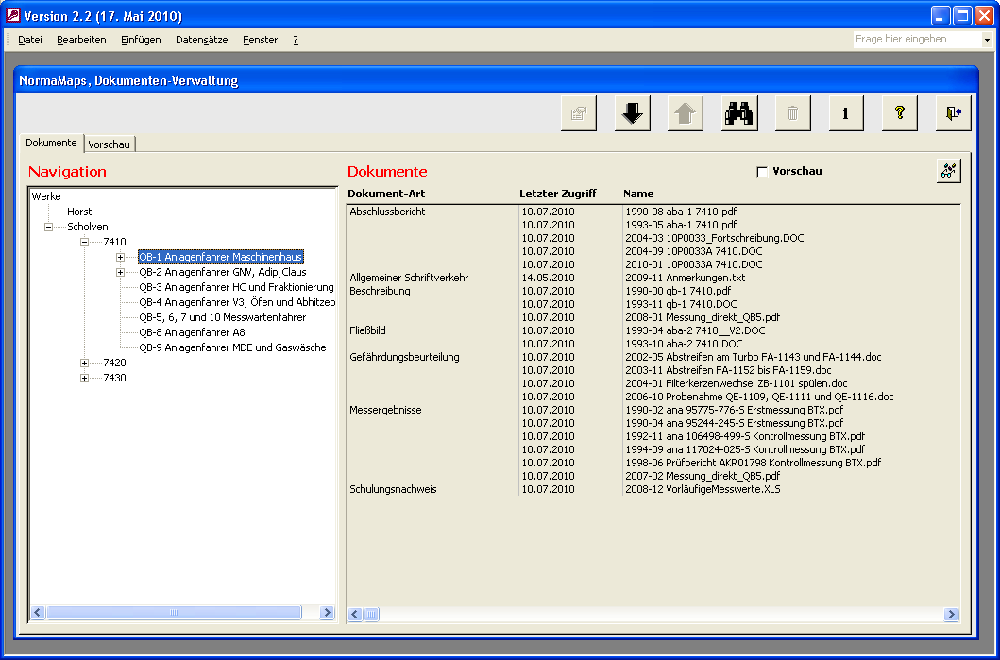 Version 2.2 (17. Mai 2010)
Datei Bearbeiten Einfügen Datensätze Fenster ? Frage hier eingeben
NormaMaps, Dokumenten-Verwaltung
i ?
Dokumente Vorschau
Navigation
Werke
Horst
Scholven
7410
QB-1 Anlagenfahrer Maschinenhaus
QB-2 Anlagenfahrer GNV, Adip,Claus
QB-3 Anlagenfahrer HC und Fraktionierung
QB-4 Anlagenfahrer V3, Öfen und Abhitzeb
QB-5, 6, 7 und 10 Messwartenfahrer
QB-8 Anlagenfahrer A8
QB-9 Anlagenfahrer MDE und Gaswäsche
7420
7430
Dokumente Vorschau
Dokument-Art Letzter Zugriff Name
Abschlussbericht 10.07.2010 1990-08 aba-1 7410.pdf
10.07.2010 1993-05 aba-1 7410.pdf
10.07.2010 2004-03 10P0033_Fortschreibung.DOC
10.07.2010 2004-09 10P0033A 7410.DOC
10.07.2010 2010-01 10P0033A 7410.DOC
Allgemeiner Schriftverkehr 14.05.2010 2009-11 Anmerkungen.txt
Beschreibung 10.07.2010 1990-00 qb-1 7410.pdf
10.07.2010 1993-11 qb-1 7410.DOC
10.07.2010 2008-01 Messung_direkt_QB5.pdf
Fließbild 10.07.2010 1993-04 aba-2 7410__V2.DOC
10.07.2010 1993-10 aba-2 7410.DOC
Gefährdungsbeurteilung 10.07.2010 2002-05 Abstreifen am Turbo FA-1143 und FA-1144.doc
10.07.2010 2003-11 Abstreifen FA-1152 bis FA-1159.doc
10.07.2010 2004-01 Filterkerzenwechsel ZB-1101 spülen.doc
10.07.2010 2006-10 Probenahme QE-1109, QE-1111 und QE-1116.doc
Messergebnisse 10.07.2010 1990-02 ana 95775-776-S Erstmessung BTX.pdf
10.07.2010 1990-04 ana 95244-245-S Erstmessung BTX.pdf
10.07.2010 1992-11 ana 106498-499-S Kontrollmessung BTX.pdf
10.07.2010 1994-09 ana 117024-025-S Kontrollmessung BTX.pdf
10.07.2010 1998-06 Prüfbericht AKR01798 Kontrollmessung BTX.pdf
10.07.2010 2007-02 Messung_direkt_QB5.pdf
Schulungsnachweis 10.07.2010 2008-12 VorläufigeMesswerte.XLS